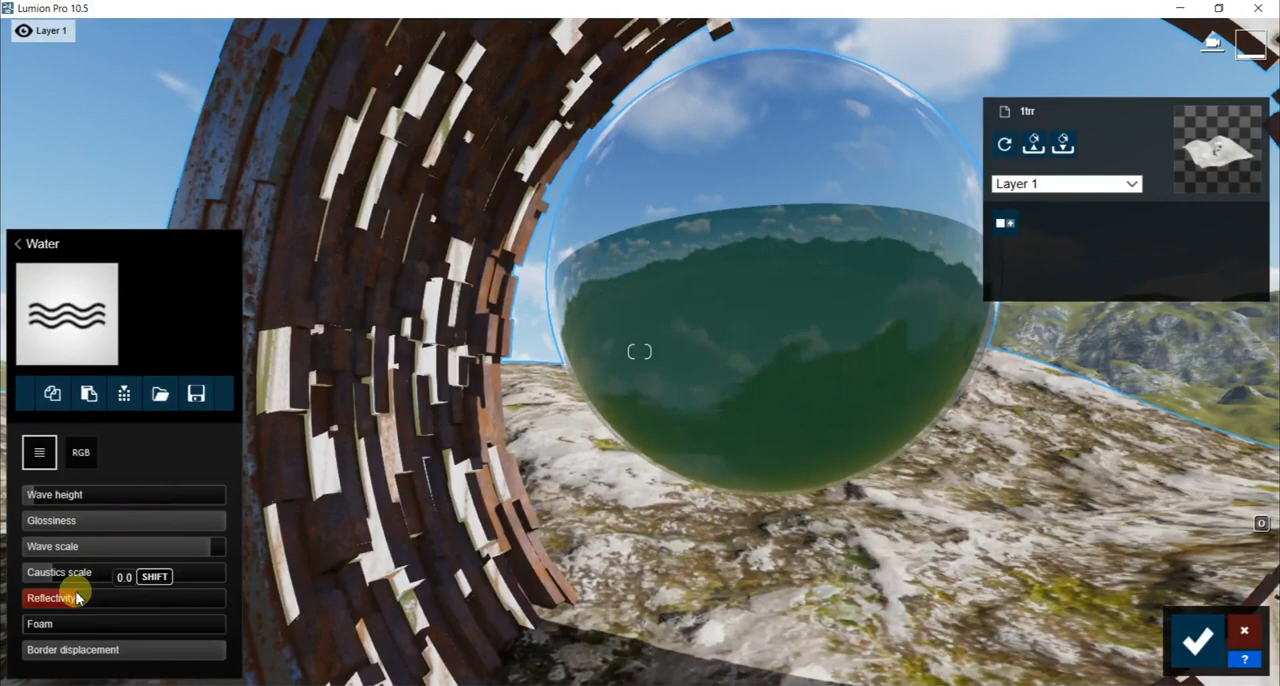 Lumion Pro 10.5
Layer 1
1trr
Layer 1
Water
RGB
Wave height
Glossiness
Wave scale
Caustics scale
0.0 SHIFT
Reflectivity
Foam
Border displacement
O
?